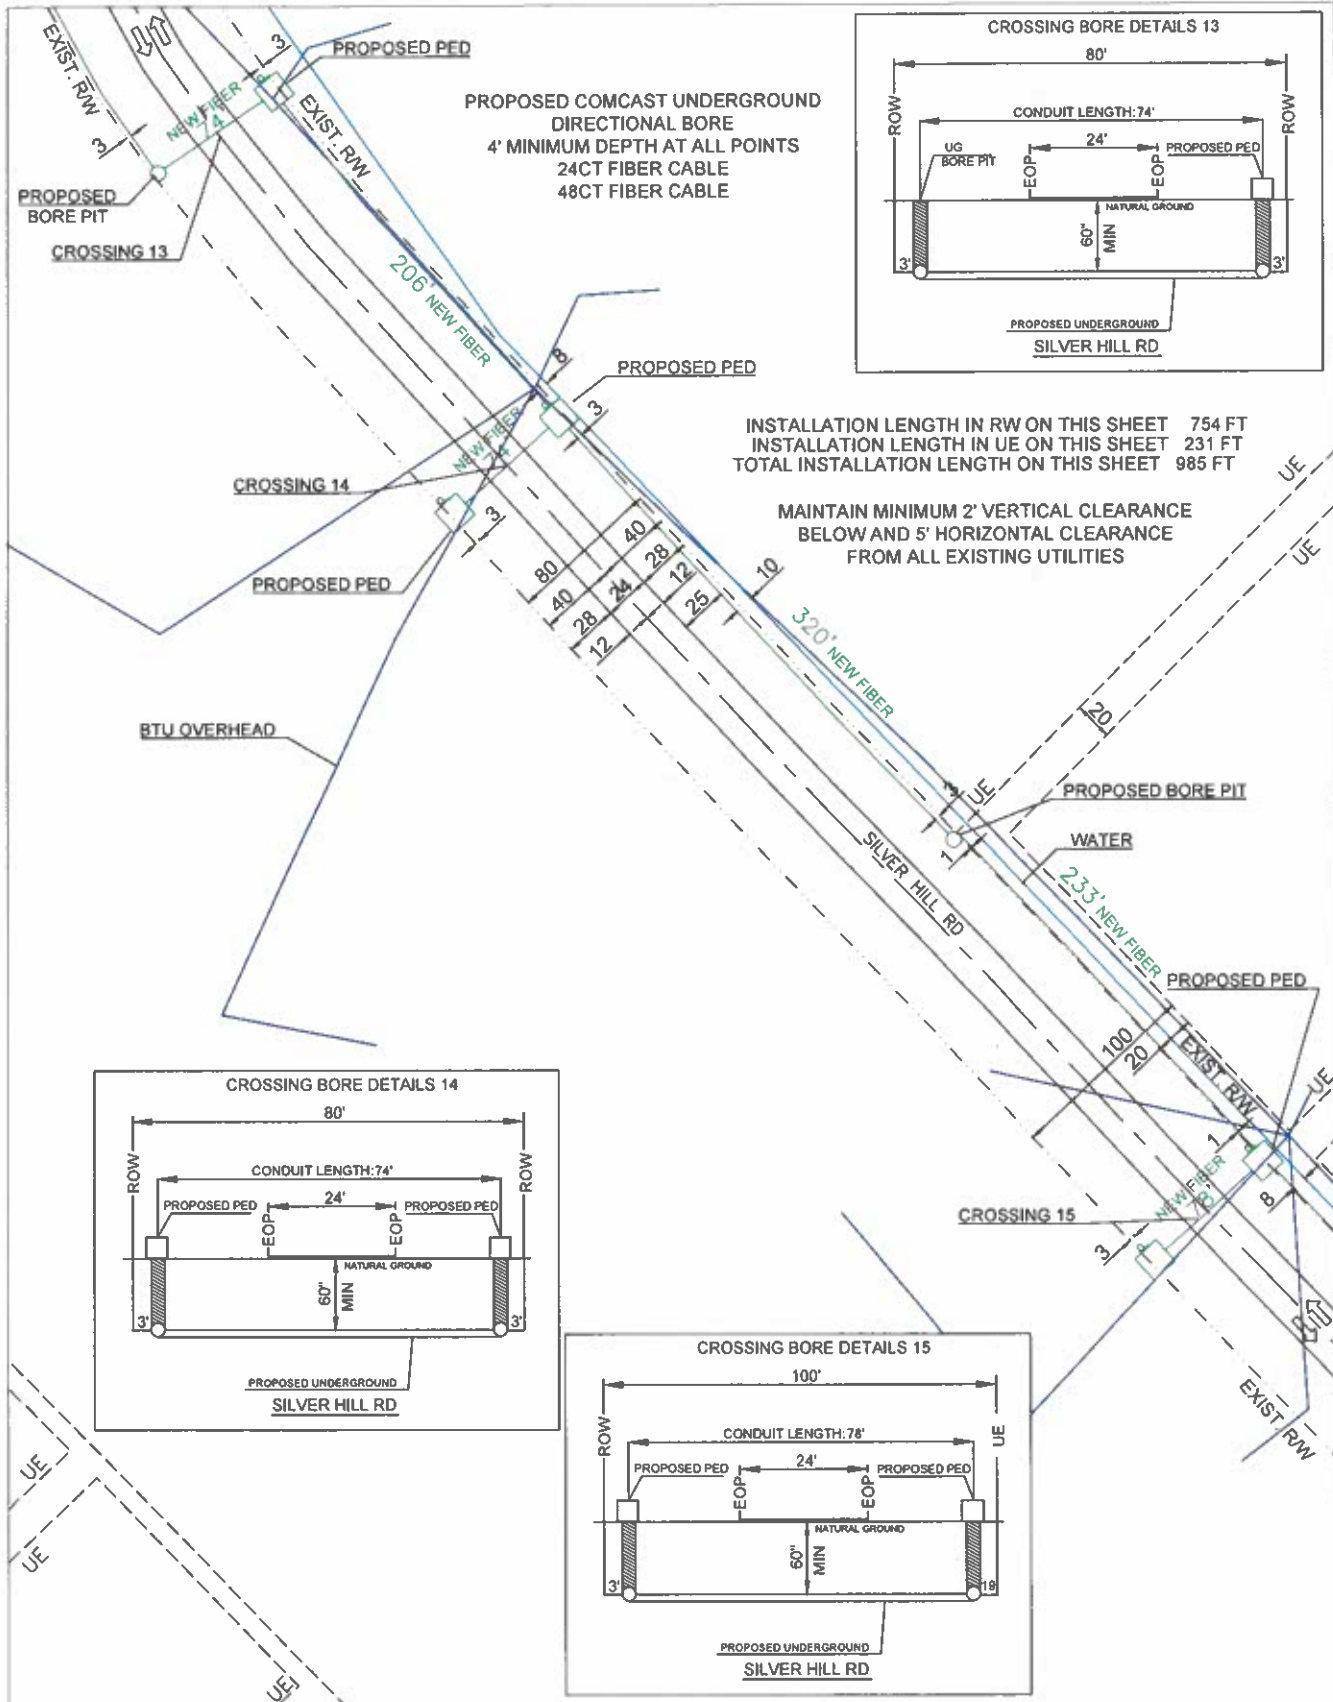 EXIST. R/W
3
PROPOSED PED
NEW FIBER
74'
EXIST. R/W
3
PROPOSED
BORE PIT
CROSSING 13
PROPOSED COMCAST UNDERGROUND
DIRECTIONAL BORE
4' MINIMUM DEPTH AT ALL POINTS
24CT FIBER CABLE
48CT FIBER CABLE
CROSSING BORE DETAILS 13
80'
ROW
ROW
CONDUIT LENGTH:74'
UG
BORE PIT
24'
PROPOSED PED
EOP
EOP
NATURAL GROUND
60"
MIN
3'
3'
PROPOSED UNDERGROUND
SILVER HILL RD
206' NEW FIBER
8
PROPOSED PED
3
NEW FIBER
74'
CROSSING 14
3
PROPOSED PED
INSTALLATION LENGTH IN RW ON THIS SHEET 754 FT
INSTALLATION LENGTH IN UE ON THIS SHEET 231 FT
TOTAL INSTALLATION LENGTH ON THIS SHEET 985 FT
MAINTAIN MINIMUM 2' VERTICAL CLEARANCE
BELOW AND 5' HORIZONTAL CLEARANCE
FROM ALL EXISTING UTILITIES
UE
UE
80
40
28
12
40
24
28
12
25
10
320' NEW FIBER
20
BTU OVERHEAD
3
UE
PROPOSED BORE PIT
1
WATER
SILVER HILL RD
233' NEW FIBER
PROPOSED PED
100
20
EXIST. R/W
UE
1
NEW FIBER
78'
8
CROSSING 15
3
EXIST. R/W
CROSSING BORE DETAILS 14
80'
ROW
ROW
CONDUIT LENGTH:74'
PROPOSED PED
24'
PROPOSED PED
EOP
EOP
NATURAL GROUND
60"
MIN
3'
3'
PROPOSED UNDERGROUND
SILVER HILL RD
CROSSING BORE DETAILS 15
100'
ROW
UE
CONDUIT LENGTH:78'
PROPOSED PED
24'
PROPOSED PED
EOP
EOP
NATURAL GROUND
60"
MIN
3'
19
PROPOSED UNDERGROUND
SILVER HILL RD
UE
UE
UE